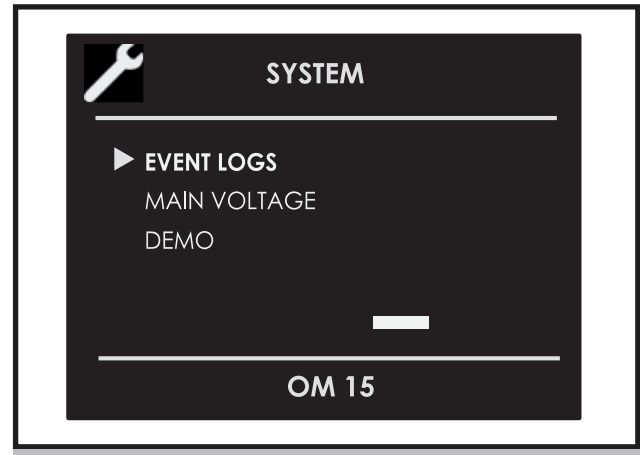 SYSTEM
EVENT LOGS
MAIN VOLTAGE
DEMO
OM 15